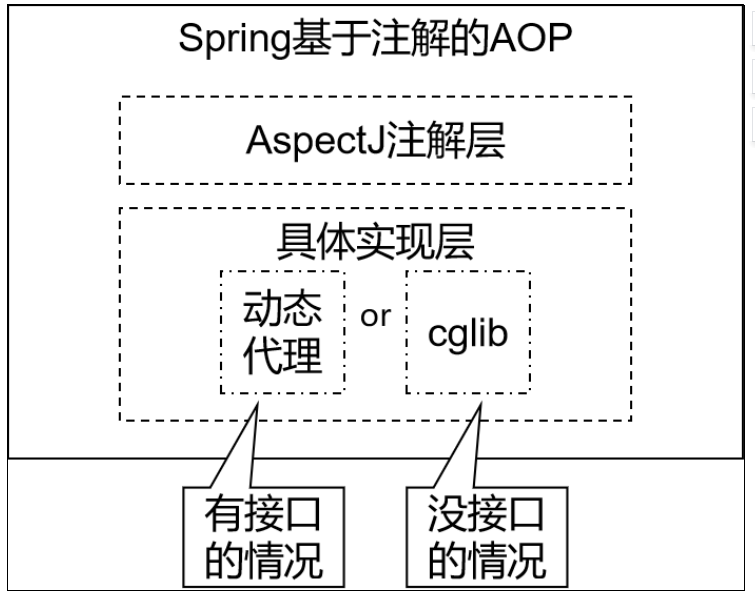 Spring基于注解的AOP
AspectJ注解层
具体实现层
动态
代理
or
cglib
有接口
的情况
没接口
的情况